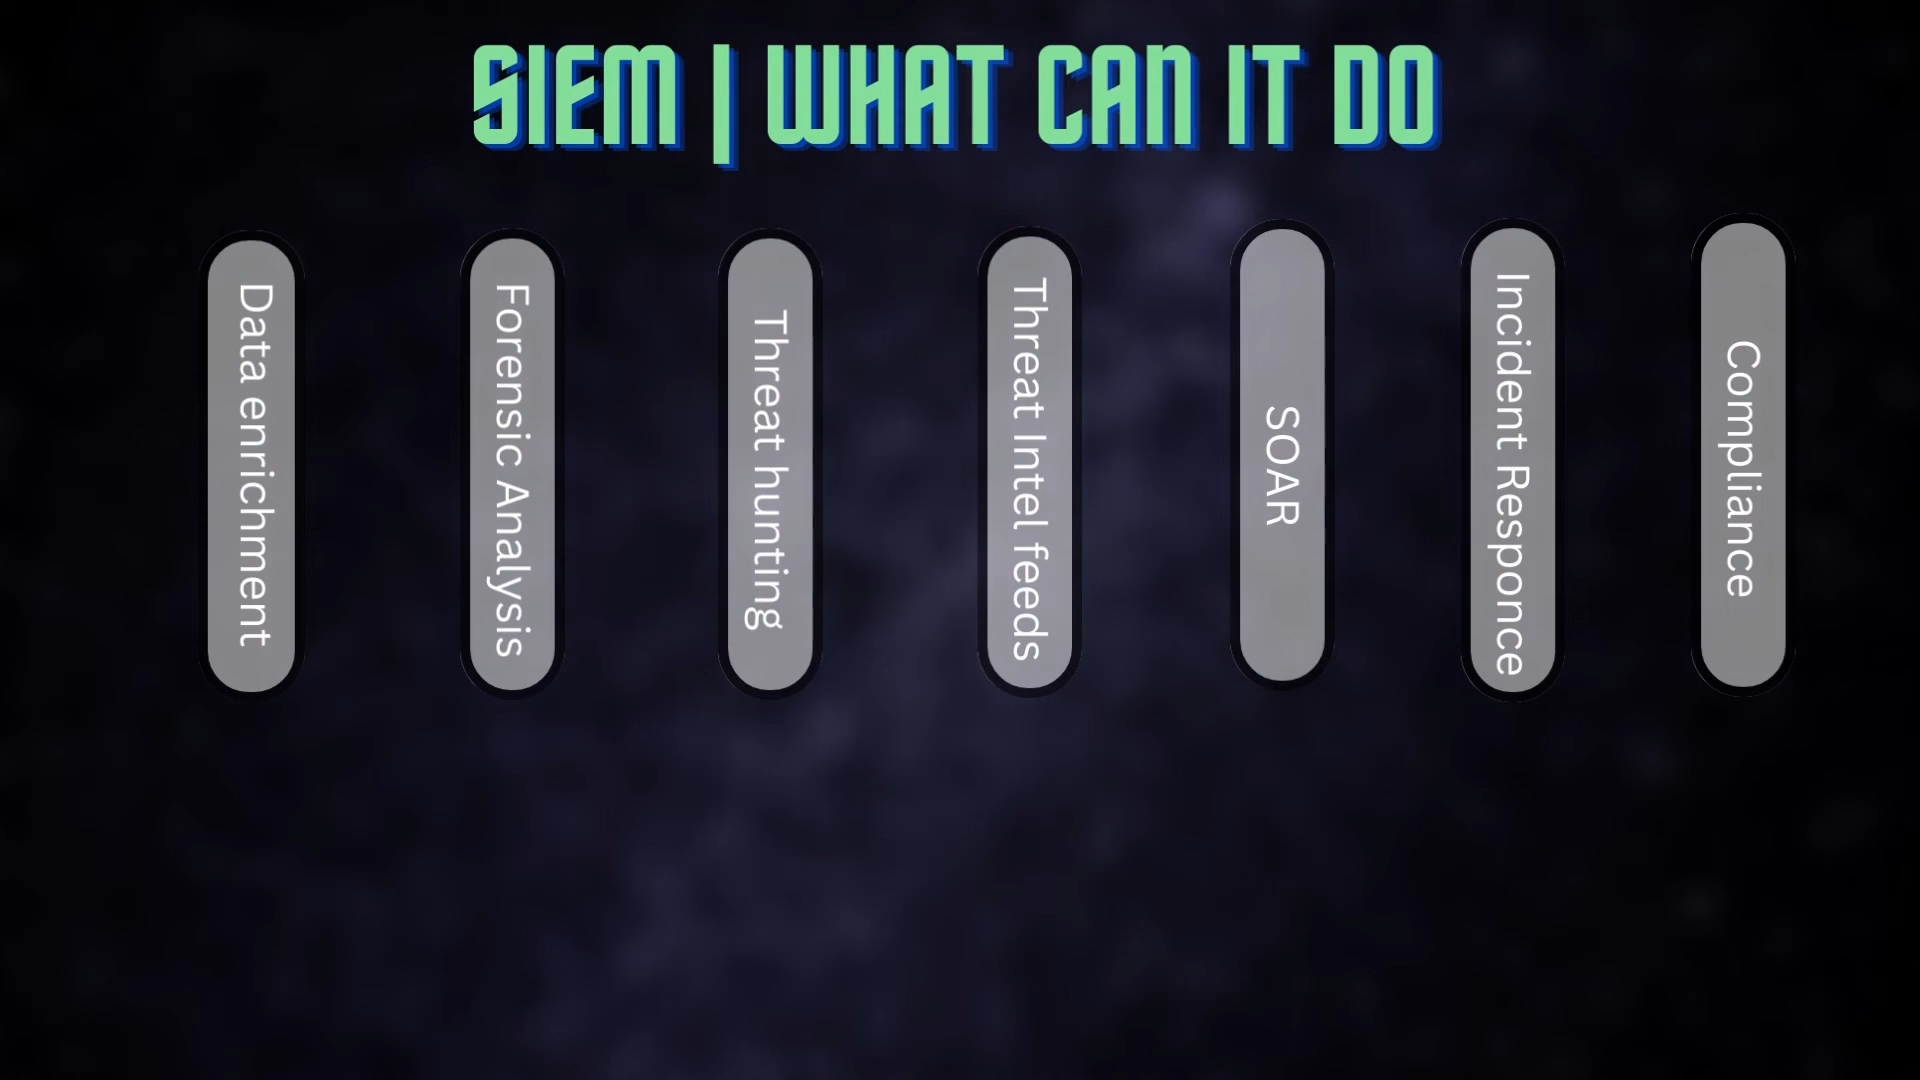 SIEM | WHAT CAN IT DO
Data enrichment
Forensic Analysis
Threat hunting
Threat Intel feeds
SOAR
Incident Responce
Compliance